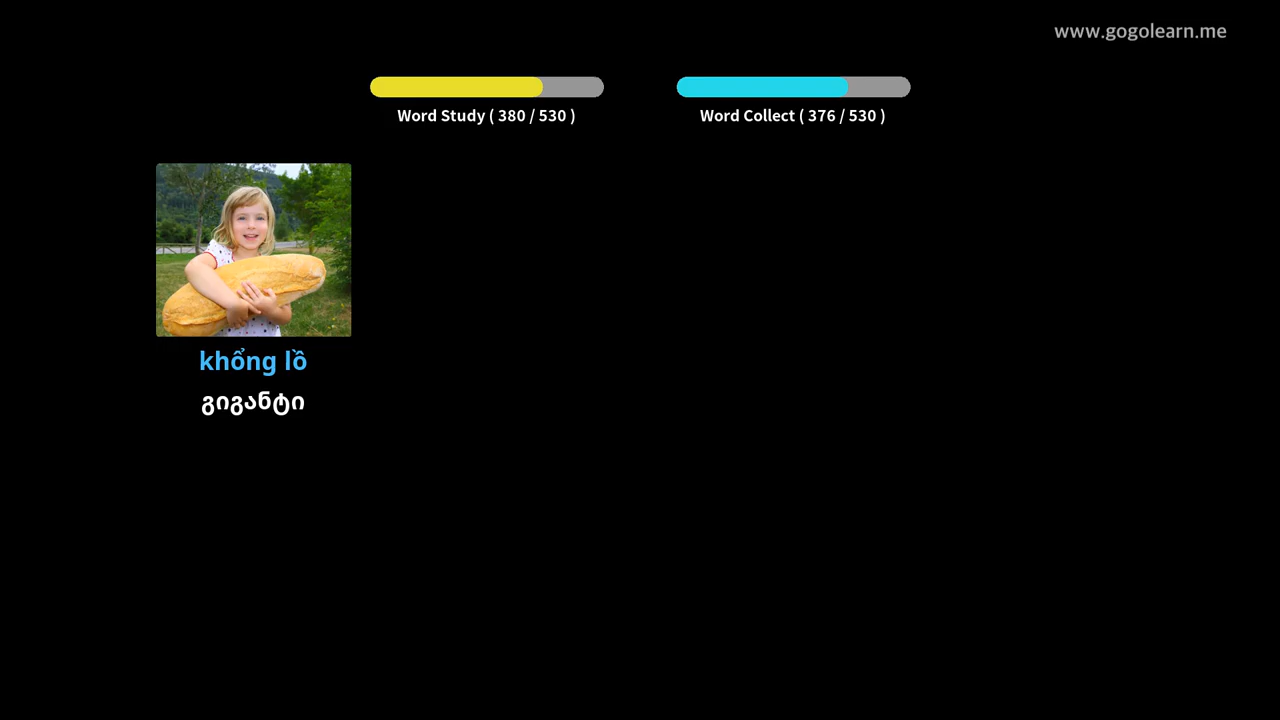 www.gogolearn.me
Word Study ( 380 / 530 )
Word Collect ( 376 / 530 )
khổng lồ
გიგანტი